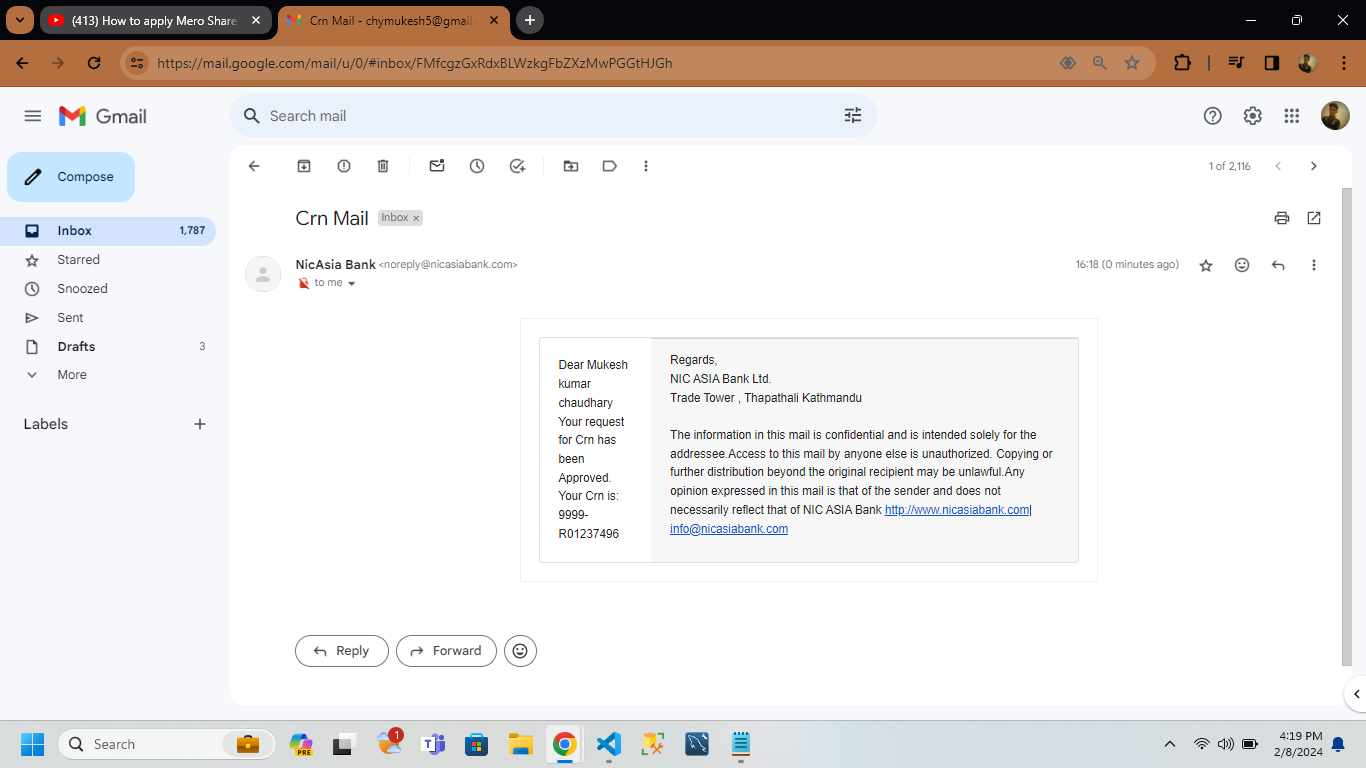 (413) How to apply Mero Share
Crn Mail - chymukesh5@gmail.
https://mail.google.com/mail/u/0/#inbox/FMfcgzGxRdxBLWzkgFbZXzMwPGGtHJGh
Gmail
Search mail
Compose
1 of 2,116
Inbox 1,787
Starred
Snoozed
Sent
Drafts 3
More
Labels
Crn Mail Inbox
NicAsia Bank <noreply@nicasiabank.com>
16:18 (0 minutes ago)
to me
Dear Mukesh
kumar
chaudhary
Your request
for Crn has
been
Approved.
Your Crn is:
9999-
R01237496
Regards,
NIC ASIA Bank Ltd.
Trade Tower , Thapathali Kathmandu
The information in this mail is confidential and is intended solely for the
addressee.Access to this mail by anyone else is unauthorized. Copying or
further distribution beyond the original recipient may be unlawful.Any
opinion expressed in this mail is that of the sender and does not
necessarily reflect that of NIC ASIA Bank http://www.nicasiabank.com|
info@nicasiabank.com
Reply
Forward
Search
PRE
1
4:19 PM
2/8/2024